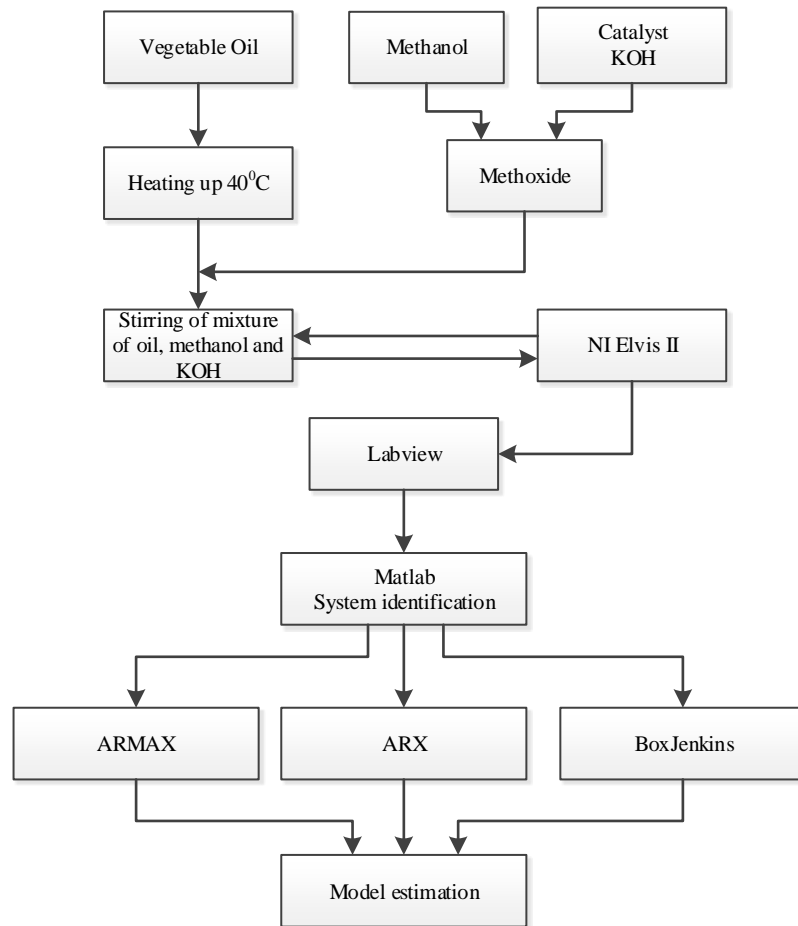 Vegetable Oil
Methanol
Catalyst
KOH
Heating up 40⁰C
Methoxide
Stirring of mixture
of oil, methanol and
KOH
NI Elvis II
Labview
Matlab
System identification
ARMAX
ARX
BoxJenkins
Model estimation